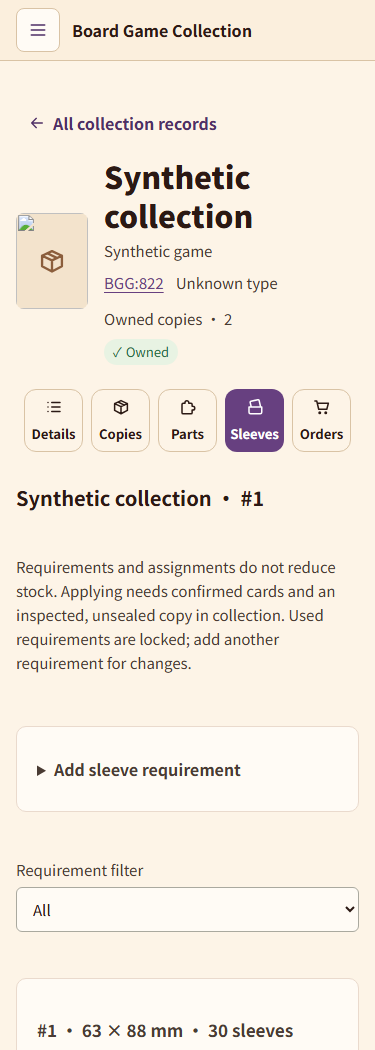 Board Game Collection
← All collection records
Synthetic
collection
Synthetic game
BGG:822 Unknown type
Owned copies • 2
✓ Owned
Details Copies Parts Sleeves Orders
Synthetic collection • #1
Requirements and assignments do not reduce
stock. Applying needs confirmed cards and an
inspected, unsealed copy in collection. Used
requirements are locked; add another
requirement for changes.
▶ Add sleeve requirement
Requirement filter
All
#1 • 63 × 88 mm • 30 sleeves